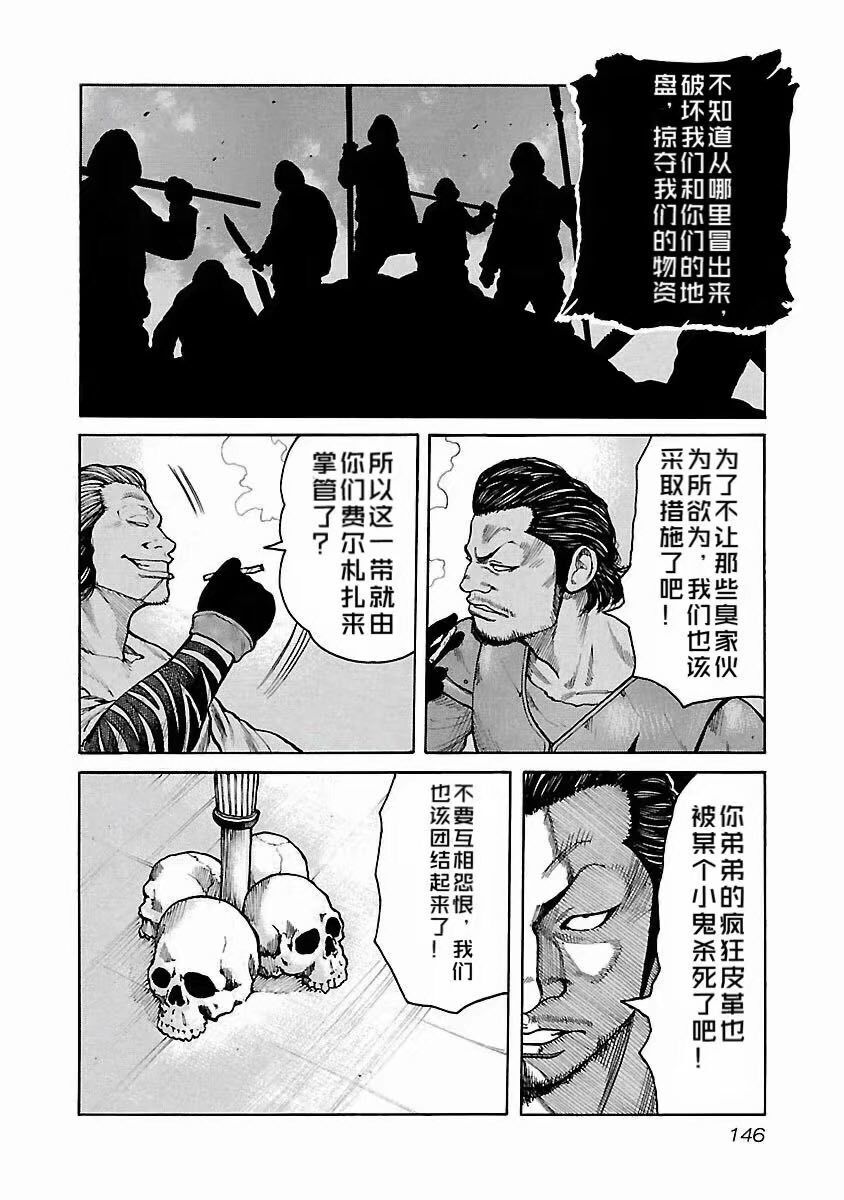 不知道从哪里冒出来，
破坏我们和你们的地
盘，掠夺我们的物资
为了不让那些臭家伙
为所欲为，我们也该
采取措施了吧！
所以这一带就由
你们费尔札扎来
掌管了？
你弟弟的疯狂皮革也
被某个小鬼杀死了吧！
不要互相怨恨，我们
也该团结起来了！
146